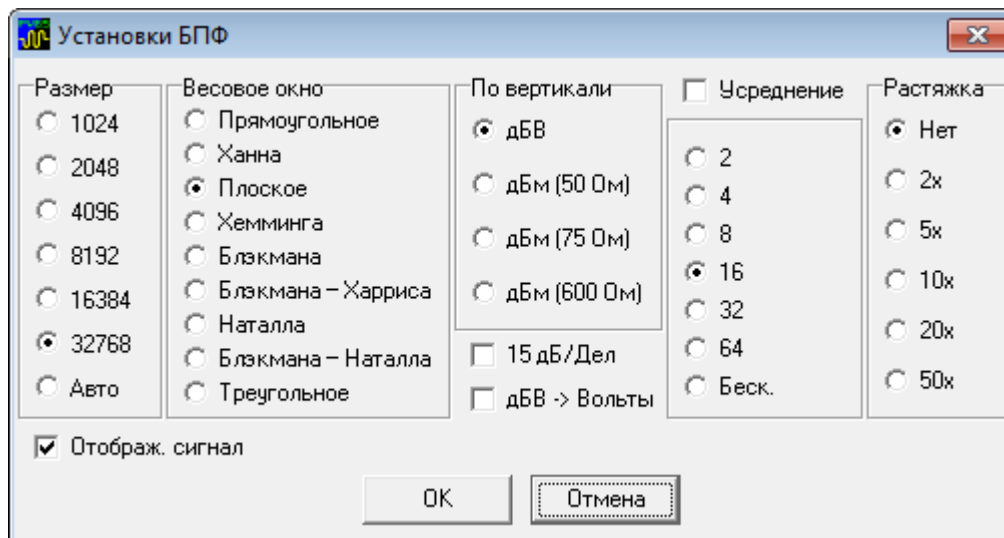 Установки БПФ
Размер
1024
2048
4096
8192
16384
32768
Авто
Весовое окно
Прямоугольное
Ханна
Плоское
Хемминга
Блэкмана
Блэкмана – Харриса
Наталла
Блэкмана – Наталла
Треугольное
По вертикали
дБВ
дБм (50 Ом)
дБм (75 Ом)
дБм (600 Ом)
15 дБ/Дел
дБВ -> Вольты
Усреднение
2
4
8
16
32
64
Беск.
Растяжка
Нет
2x
5x
10x
20x
50x
Отображ. сигнал
OK
Отмена